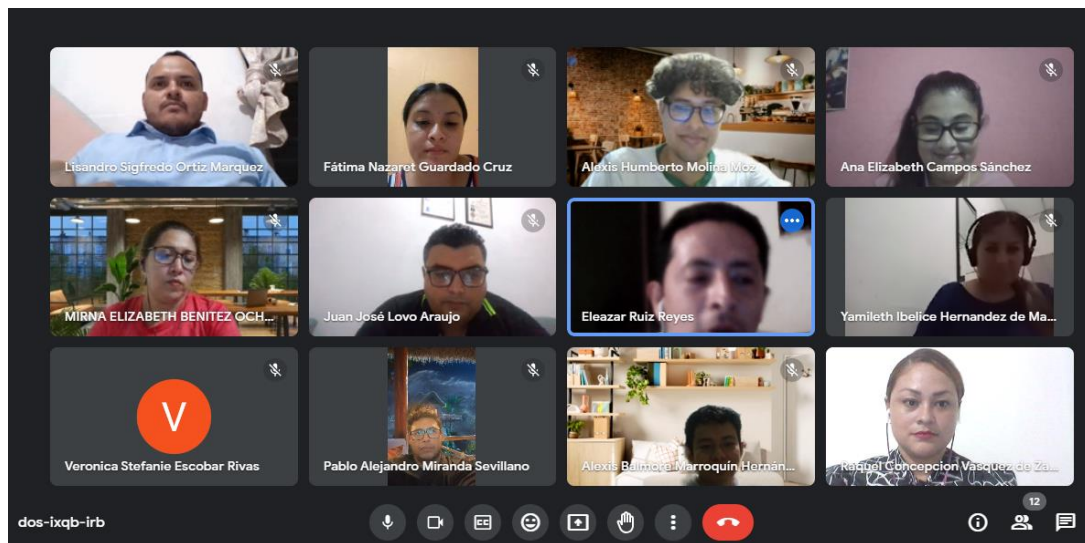 Lisandro Sigfredo Ortiz Marquez
Fátima Nazaret Guardado Cruz
Alexis Humberto Molina Moz
Ana Elizabeth Campos Sánchez
MIRNA ELIZABETH BENITEZ OCH...
Juan José Lovo Araujo
Eleazar Ruiz Reyes
Yamileth Ibelice Hernandez de Ma...
V
Veronica Stefanie Escobar Rivas
Pablo Alejandro Miranda Sevillano
Alexis Balmore Marroquín Hernán...
Raquel Concepcion Vasquez de Za...
12
dos-ixqb-irb
CC